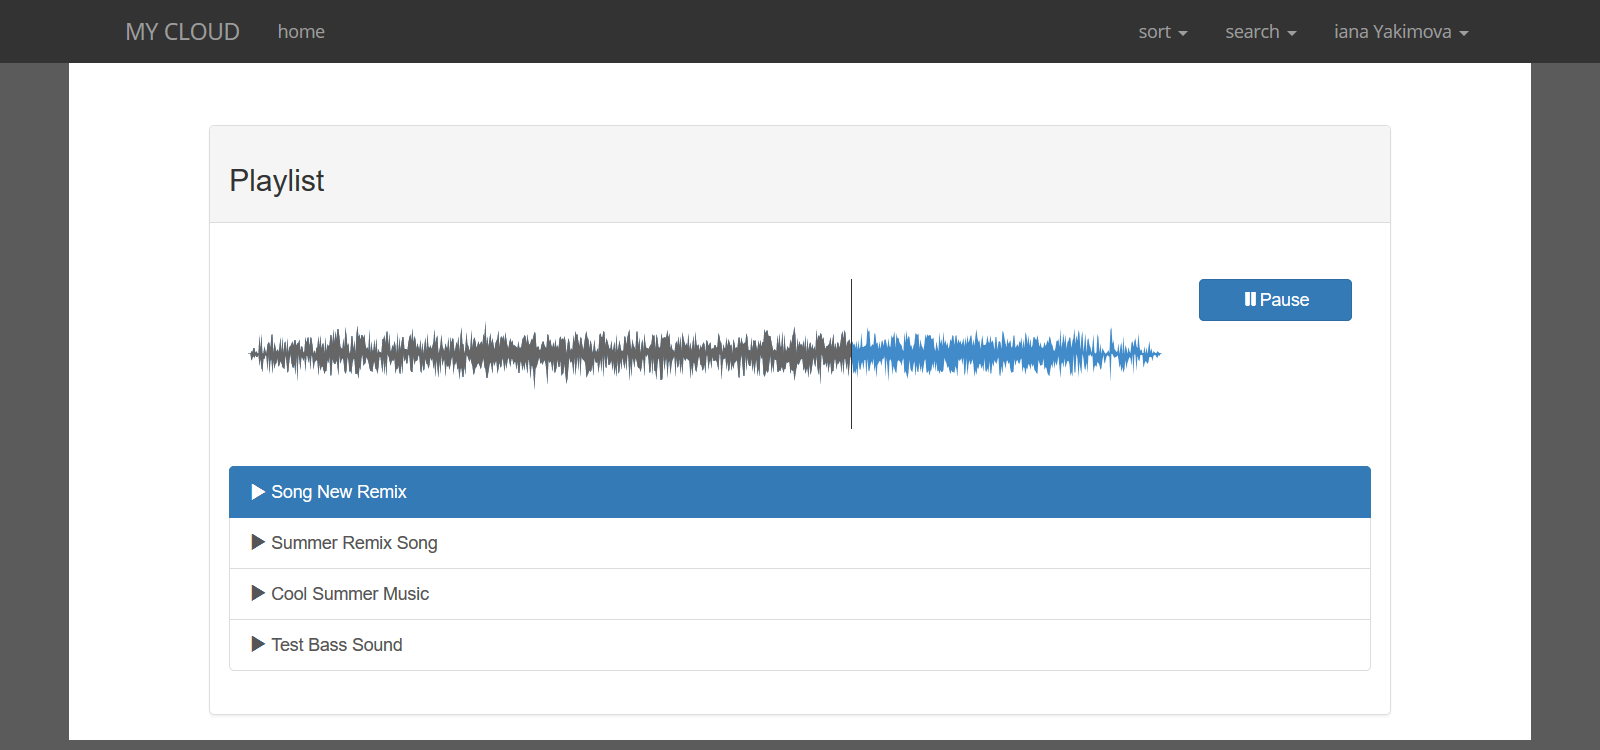 MY CLOUD home sort search iana Yakimova
Playlist
Pause
Song New Remix
Summer Remix Song
Cool Summer Music
Test Bass Sound